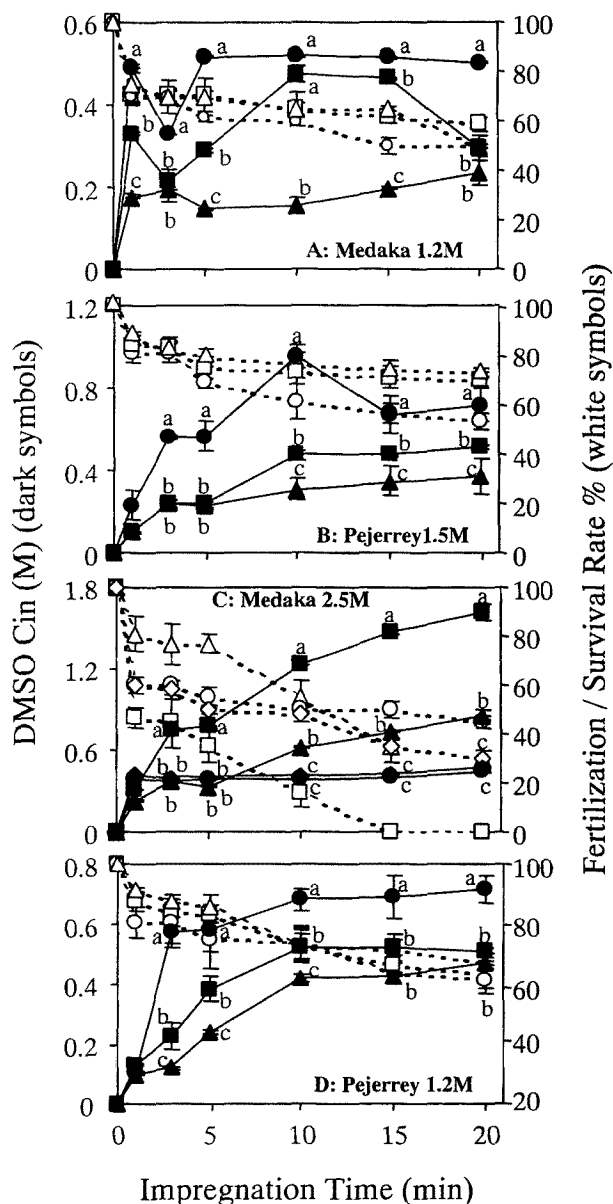 DMSO Cin (M) (dark symbols)
Fertilization / Survival Rate % (white symbols)
0.6
0.4
0.2
0
100
80
60
40
20
0
a
a
a
a
a
a
b
b
b
b
b
b
c
c
b
c
b
A: Medaka 1.2M
1.2
0.8
0.4
0
100
80
60
40
20
0
a
a
a
a
a
b
b
b
b
b
b
b
c
c
c
B: Pejerrey1.5M
C: Medaka 2.5M
1.8
1.2
0.6
0
100
80
60
40
20
0
a
a
a
a
a
b
b
b
b
b
b
b
c
c
c
c
c
D: Pejerrey 1.2M
0.8
0.6
0.4
0.2
0
100
80
60
40
20
a
a
a
a
a
b
b
b
b
b
c
c
c
b
0
5
10
15
20
Impregnation Time (min)